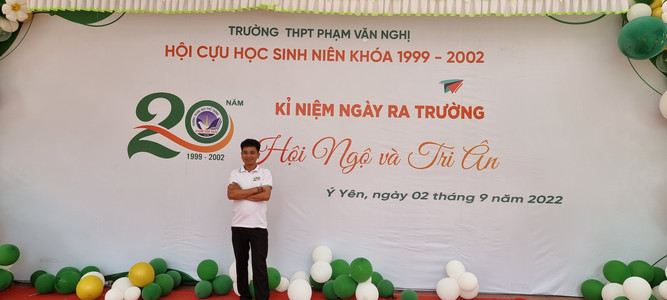 TRƯỜNG THPT PHẠM VĂN NGHỊ
HỘI CỰU HỌC SINH NIÊN KHÓA 1999 - 2002
20 NĂM
1999 - 2002
KỈ NIỆM NGÀY RA TRƯỜNG
Hội Ngộ và Tri Ân
Ý Yên, ngày 02 tháng 9 năm 2022